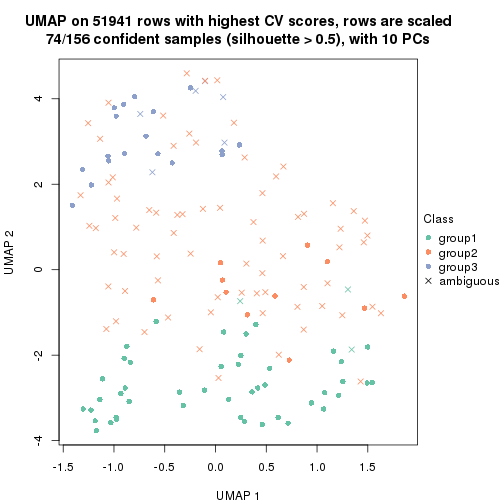 UMAP on 51941 rows with highest CV scores, rows are scaled
74/156 confident samples (silhouette > 0.5), with 10 PCs
4
2
0
-2
-4
UMAP 2
-1.5 -1.0 -0.5 0.0 0.5 1.0 1.5
UMAP 1
Class
group1
group2
group3
ambiguous